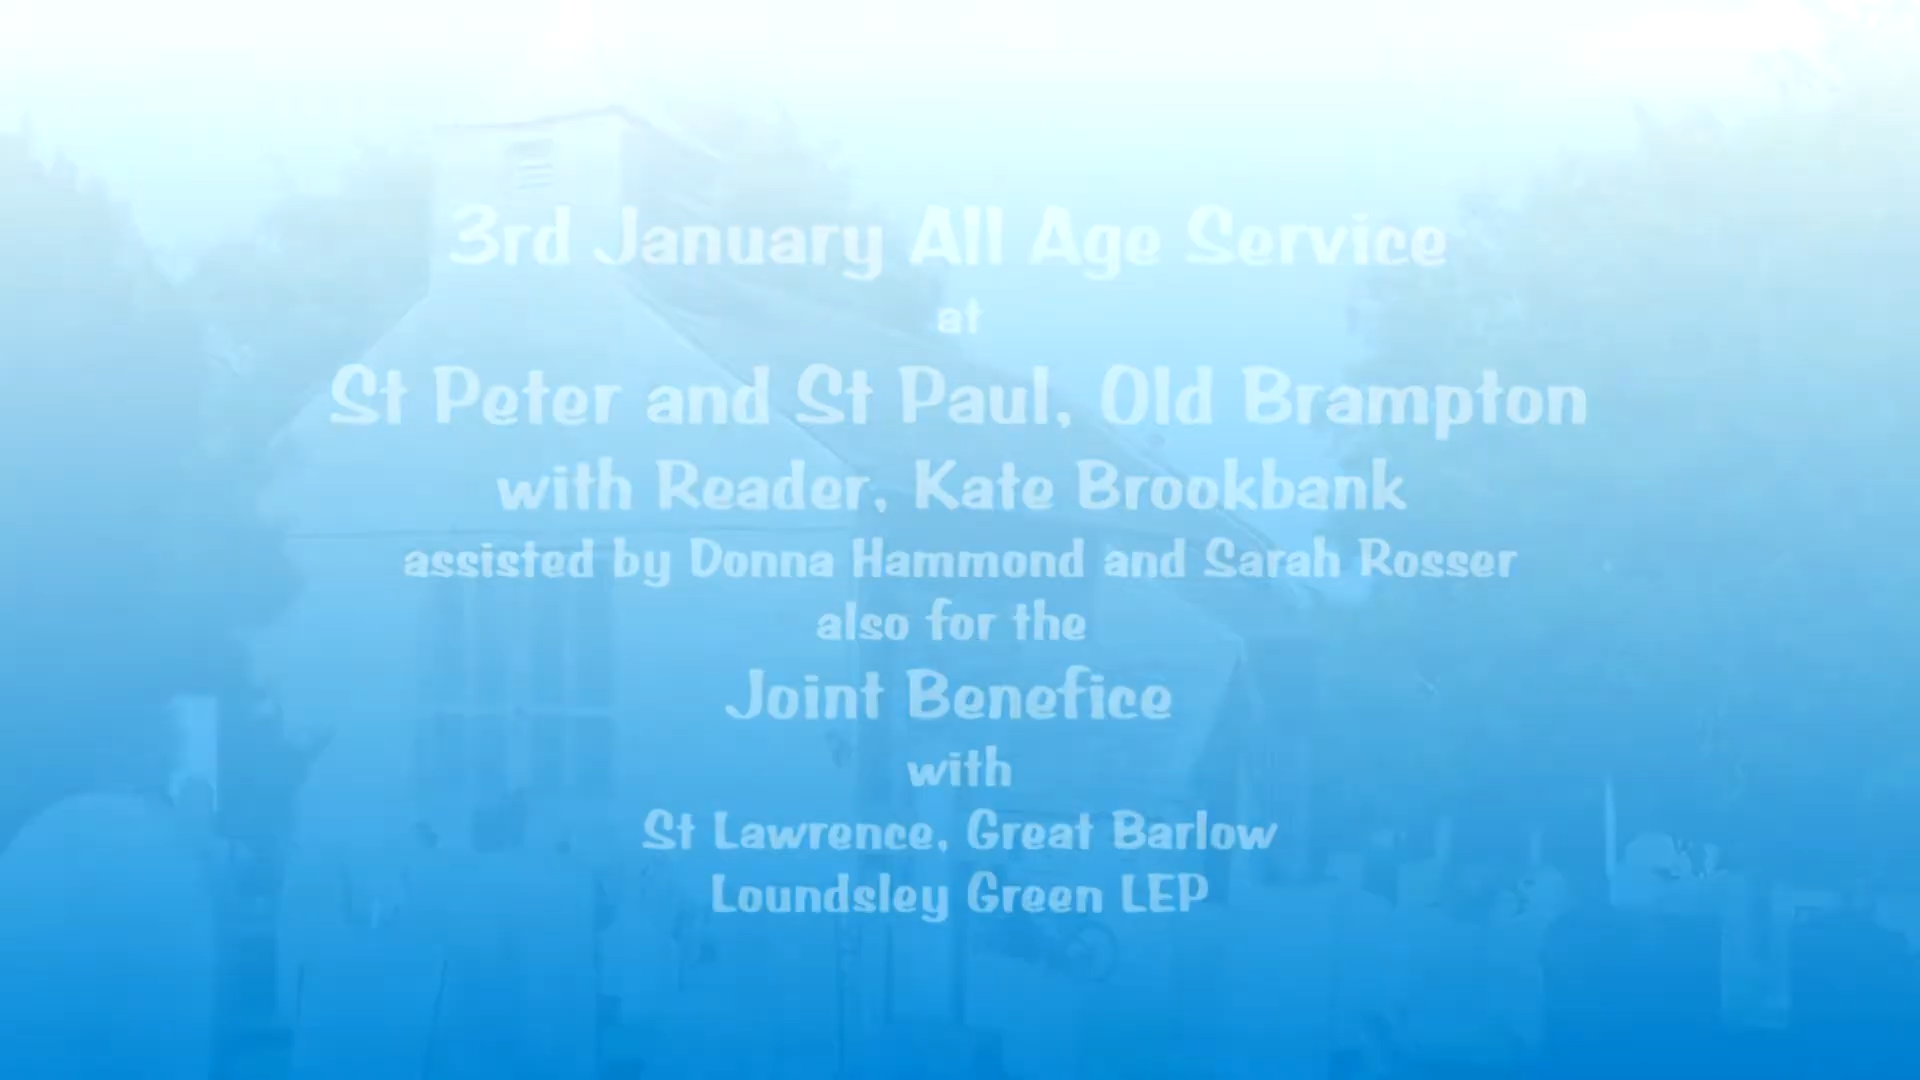 3rd January All Age Service
at
St Peter and St Paul, Old Brampton
with Reader, Kate Brookbank
assisted by Donna Hammond and Sarah Rosser
also for the
Joint Benefice
with
St Lawrence, Great Barlow
Loundsley Green LEP